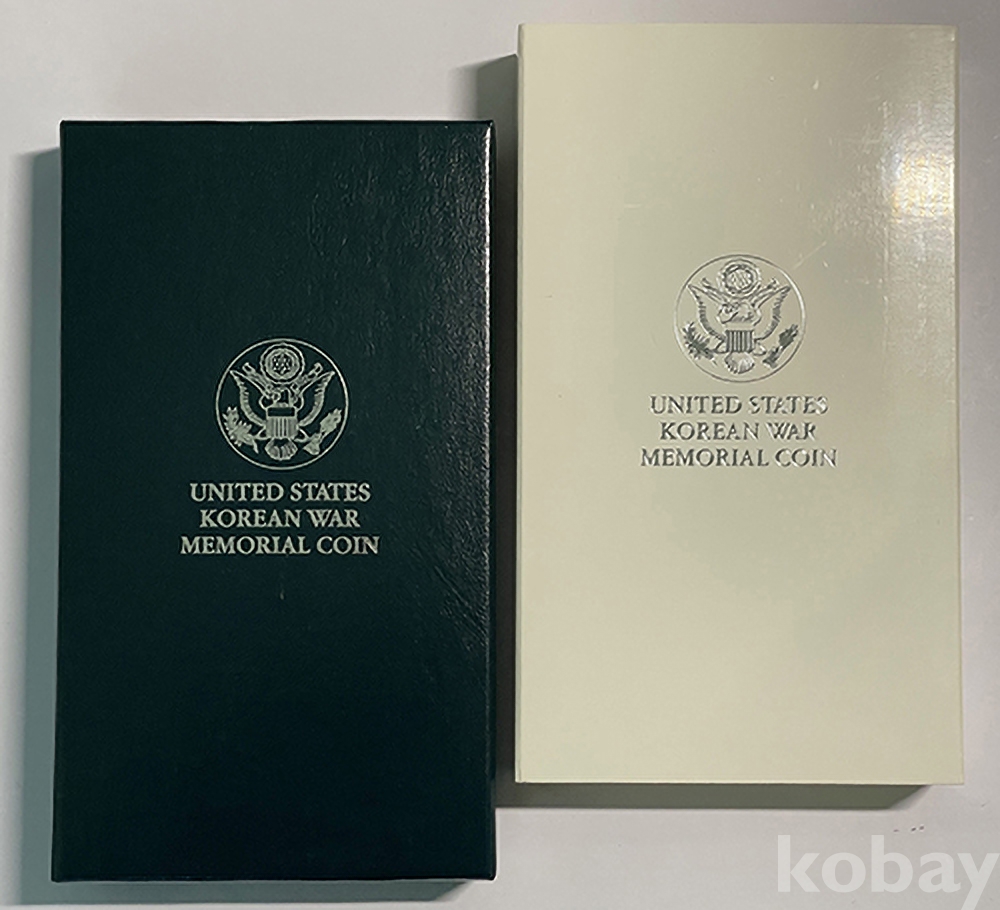 UNITED STATES
KOREAN WAR
MEMORIAL COIN
UNITED STATES
KOREAN WAR
MEMORIAL COIN
kobay